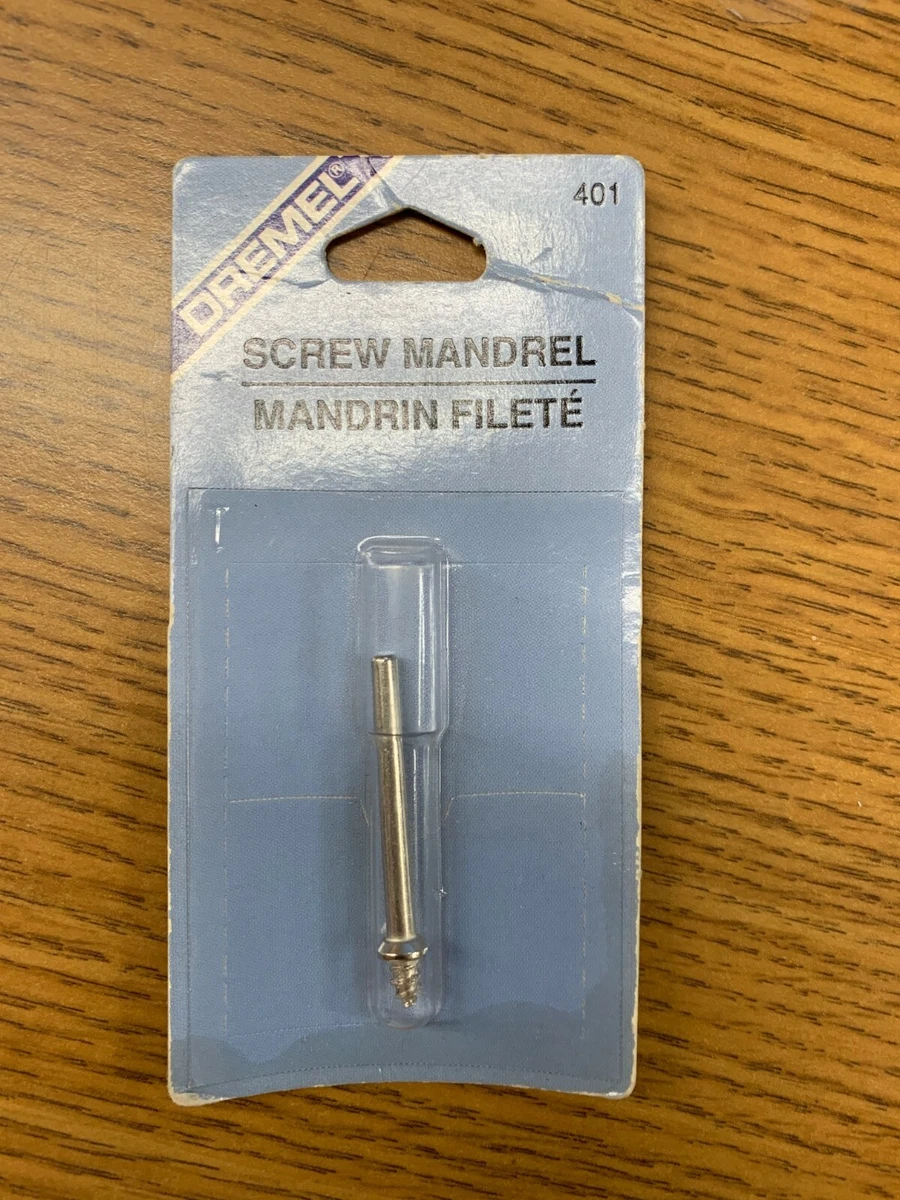 DREMEL®
401
SCREW MANDREL
MANDRIN FILETÉ